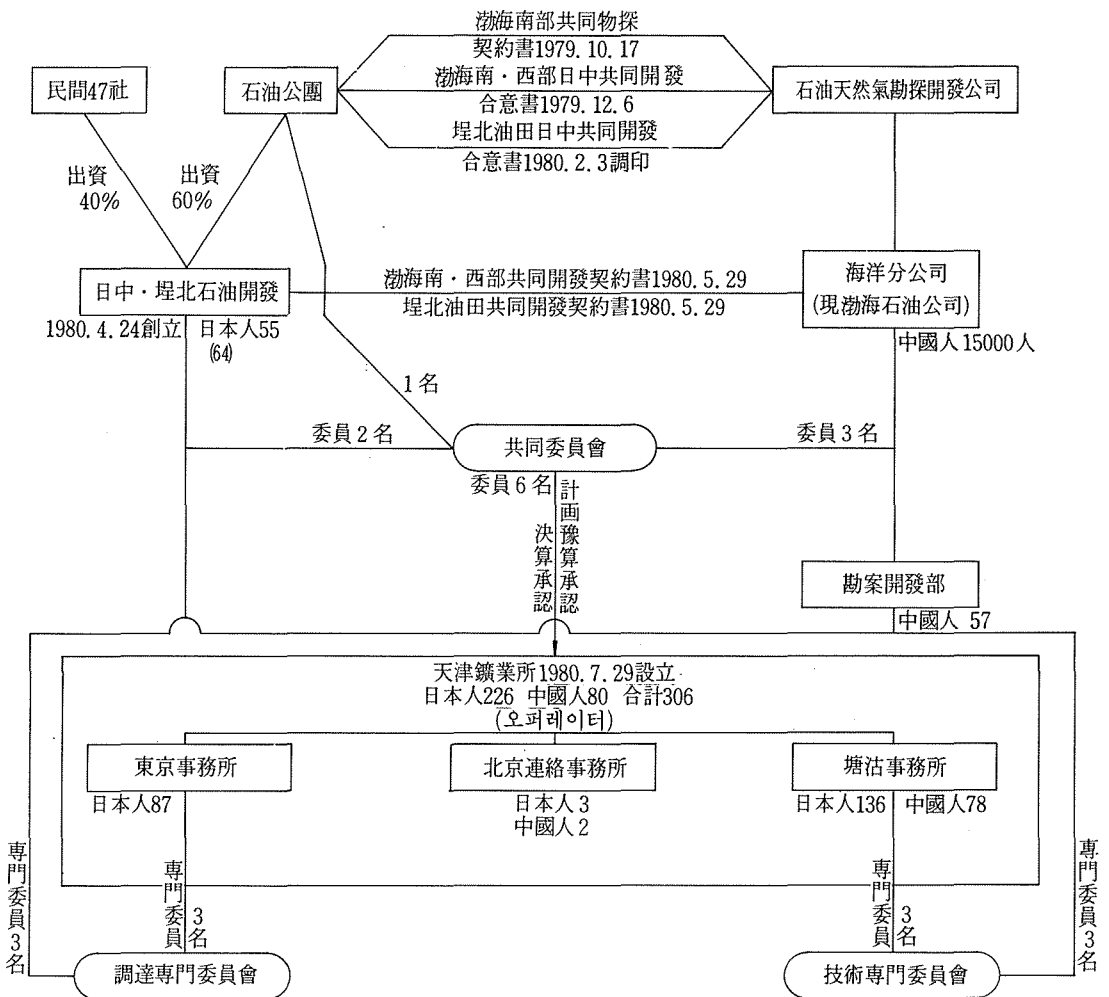 渤海南部共同物探
契約書1979.10.17
渤海南・西部日中共同開發
合意書1979.12.6
埕北油田日中共同開發
合意書1980.2.3調印
民間47社
石油公團
石油天然氣勘探開發公司
出資
40%
出資
60%
日中・埕北石油開發
1980.4.24創立 日本人55
(64)
渤海南・西部共同開發契約書1980.5.29
埕北油田共同開發契約書1980.5.29
海洋分公司
(現渤海石油公司)
中國人15000人
1名
委員2名
共同委員會
委員3名
委員6名
計画豫算承認
決算承認
勘案開發部
中國人 57
天津鑛業所1980.7.29設立
日本人226 中國人80 合計306
(오퍼레이터)
東京事務所
北京連絡事務所
塘沽事務所
日本人87
日本人3
中國人2
日本人136 中國人78
専門委員3名
専門委員
3名
専門委員
3名
専門委員3名
調達専門委員會
技術専門委員會